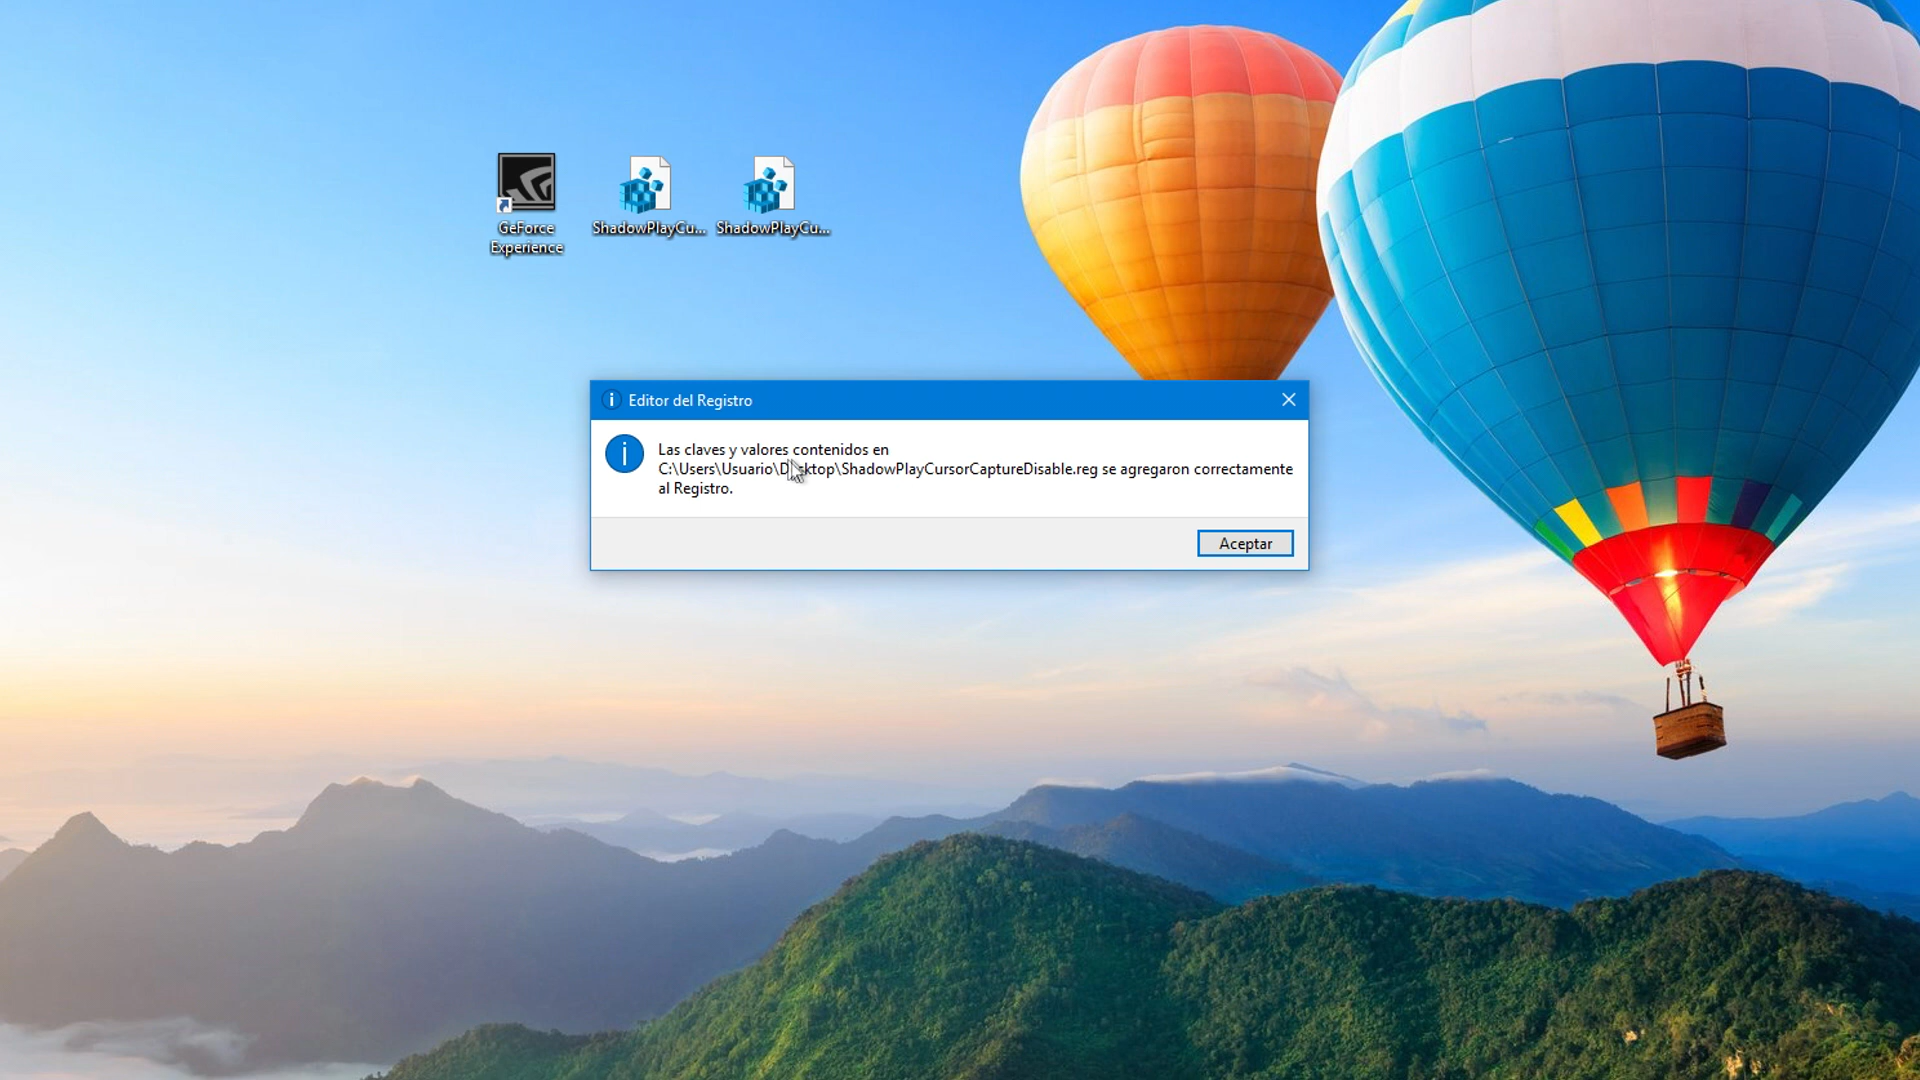 GeForce
Experience
ShadowPlayCu...
ShadowPlayCu...
Editor del Registro
Las claves y valores contenidos en
C:\Users\Usuario\Desktop\ShadowPlayCursorCaptureDisable.reg se agregaron correctamente
al Registro.
Aceptar